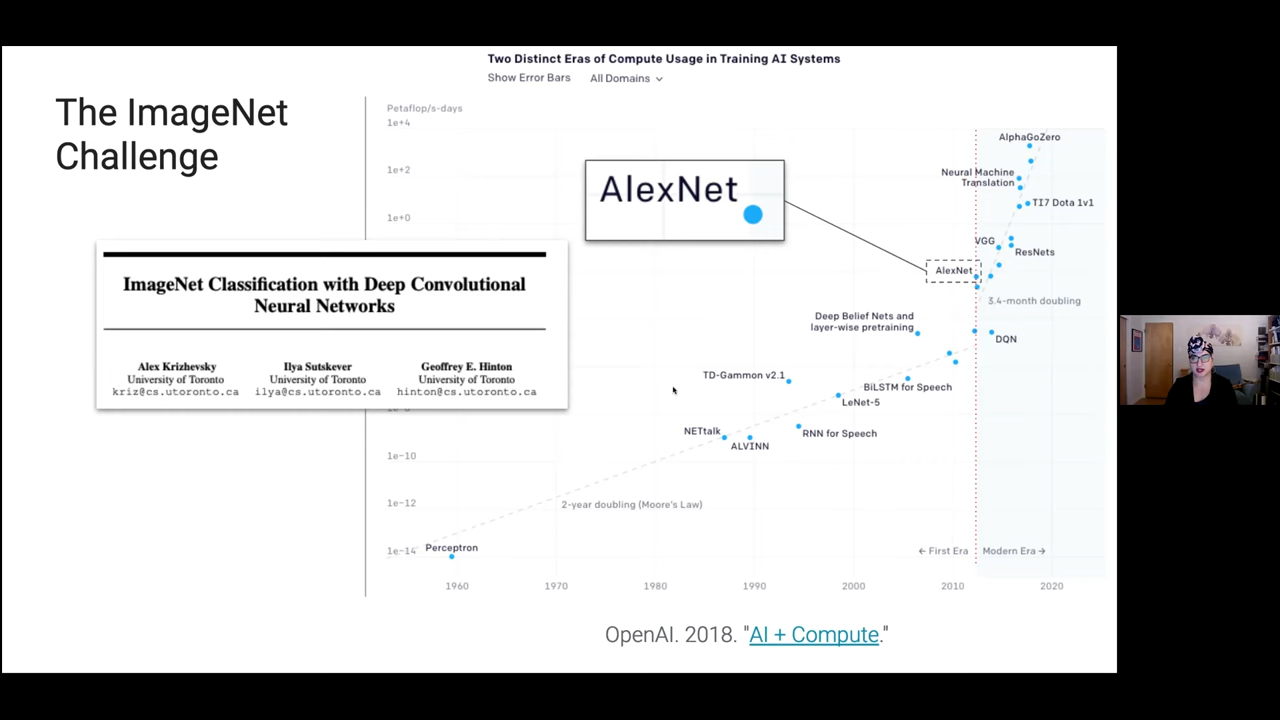 The ImageNet
Challenge
Two Distinct Eras of Compute Usage in Training AI Systems
Show Error Bars All Domains
Petaflop/s-days
1e+4
1e+2
1e+0
1e-10
1e-12
1e-14
AlexNet
ImageNet Classification with Deep Convolutional
Neural Networks
Alex Krizhevsky
University of Toronto
kriz@cs.utoronto.ca
Ilya Sutskever
University of Toronto
ilya@cs.utoronto.ca
Geoffrey E. Hinton
University of Toronto
hinton@cs.utoronto.ca
AlphaGoZero
Neural Machine
Translation
TI7 Dota 1v1
VGG
ResNets
AlexNet
3.4-month doubling
Deep Belief Nets and
layer-wise pretraining
DQN
TD-Gammon v2.1
BiLSTM for Speech
LeNet-5
NETtalk
RNN for Speech
ALVINN
2-year doubling (Moore's Law)
Perceptron
← First Era Modern Era →
1960 1970 1980 1990 2000 2010 2020
OpenAI. 2018. "AI + Compute."